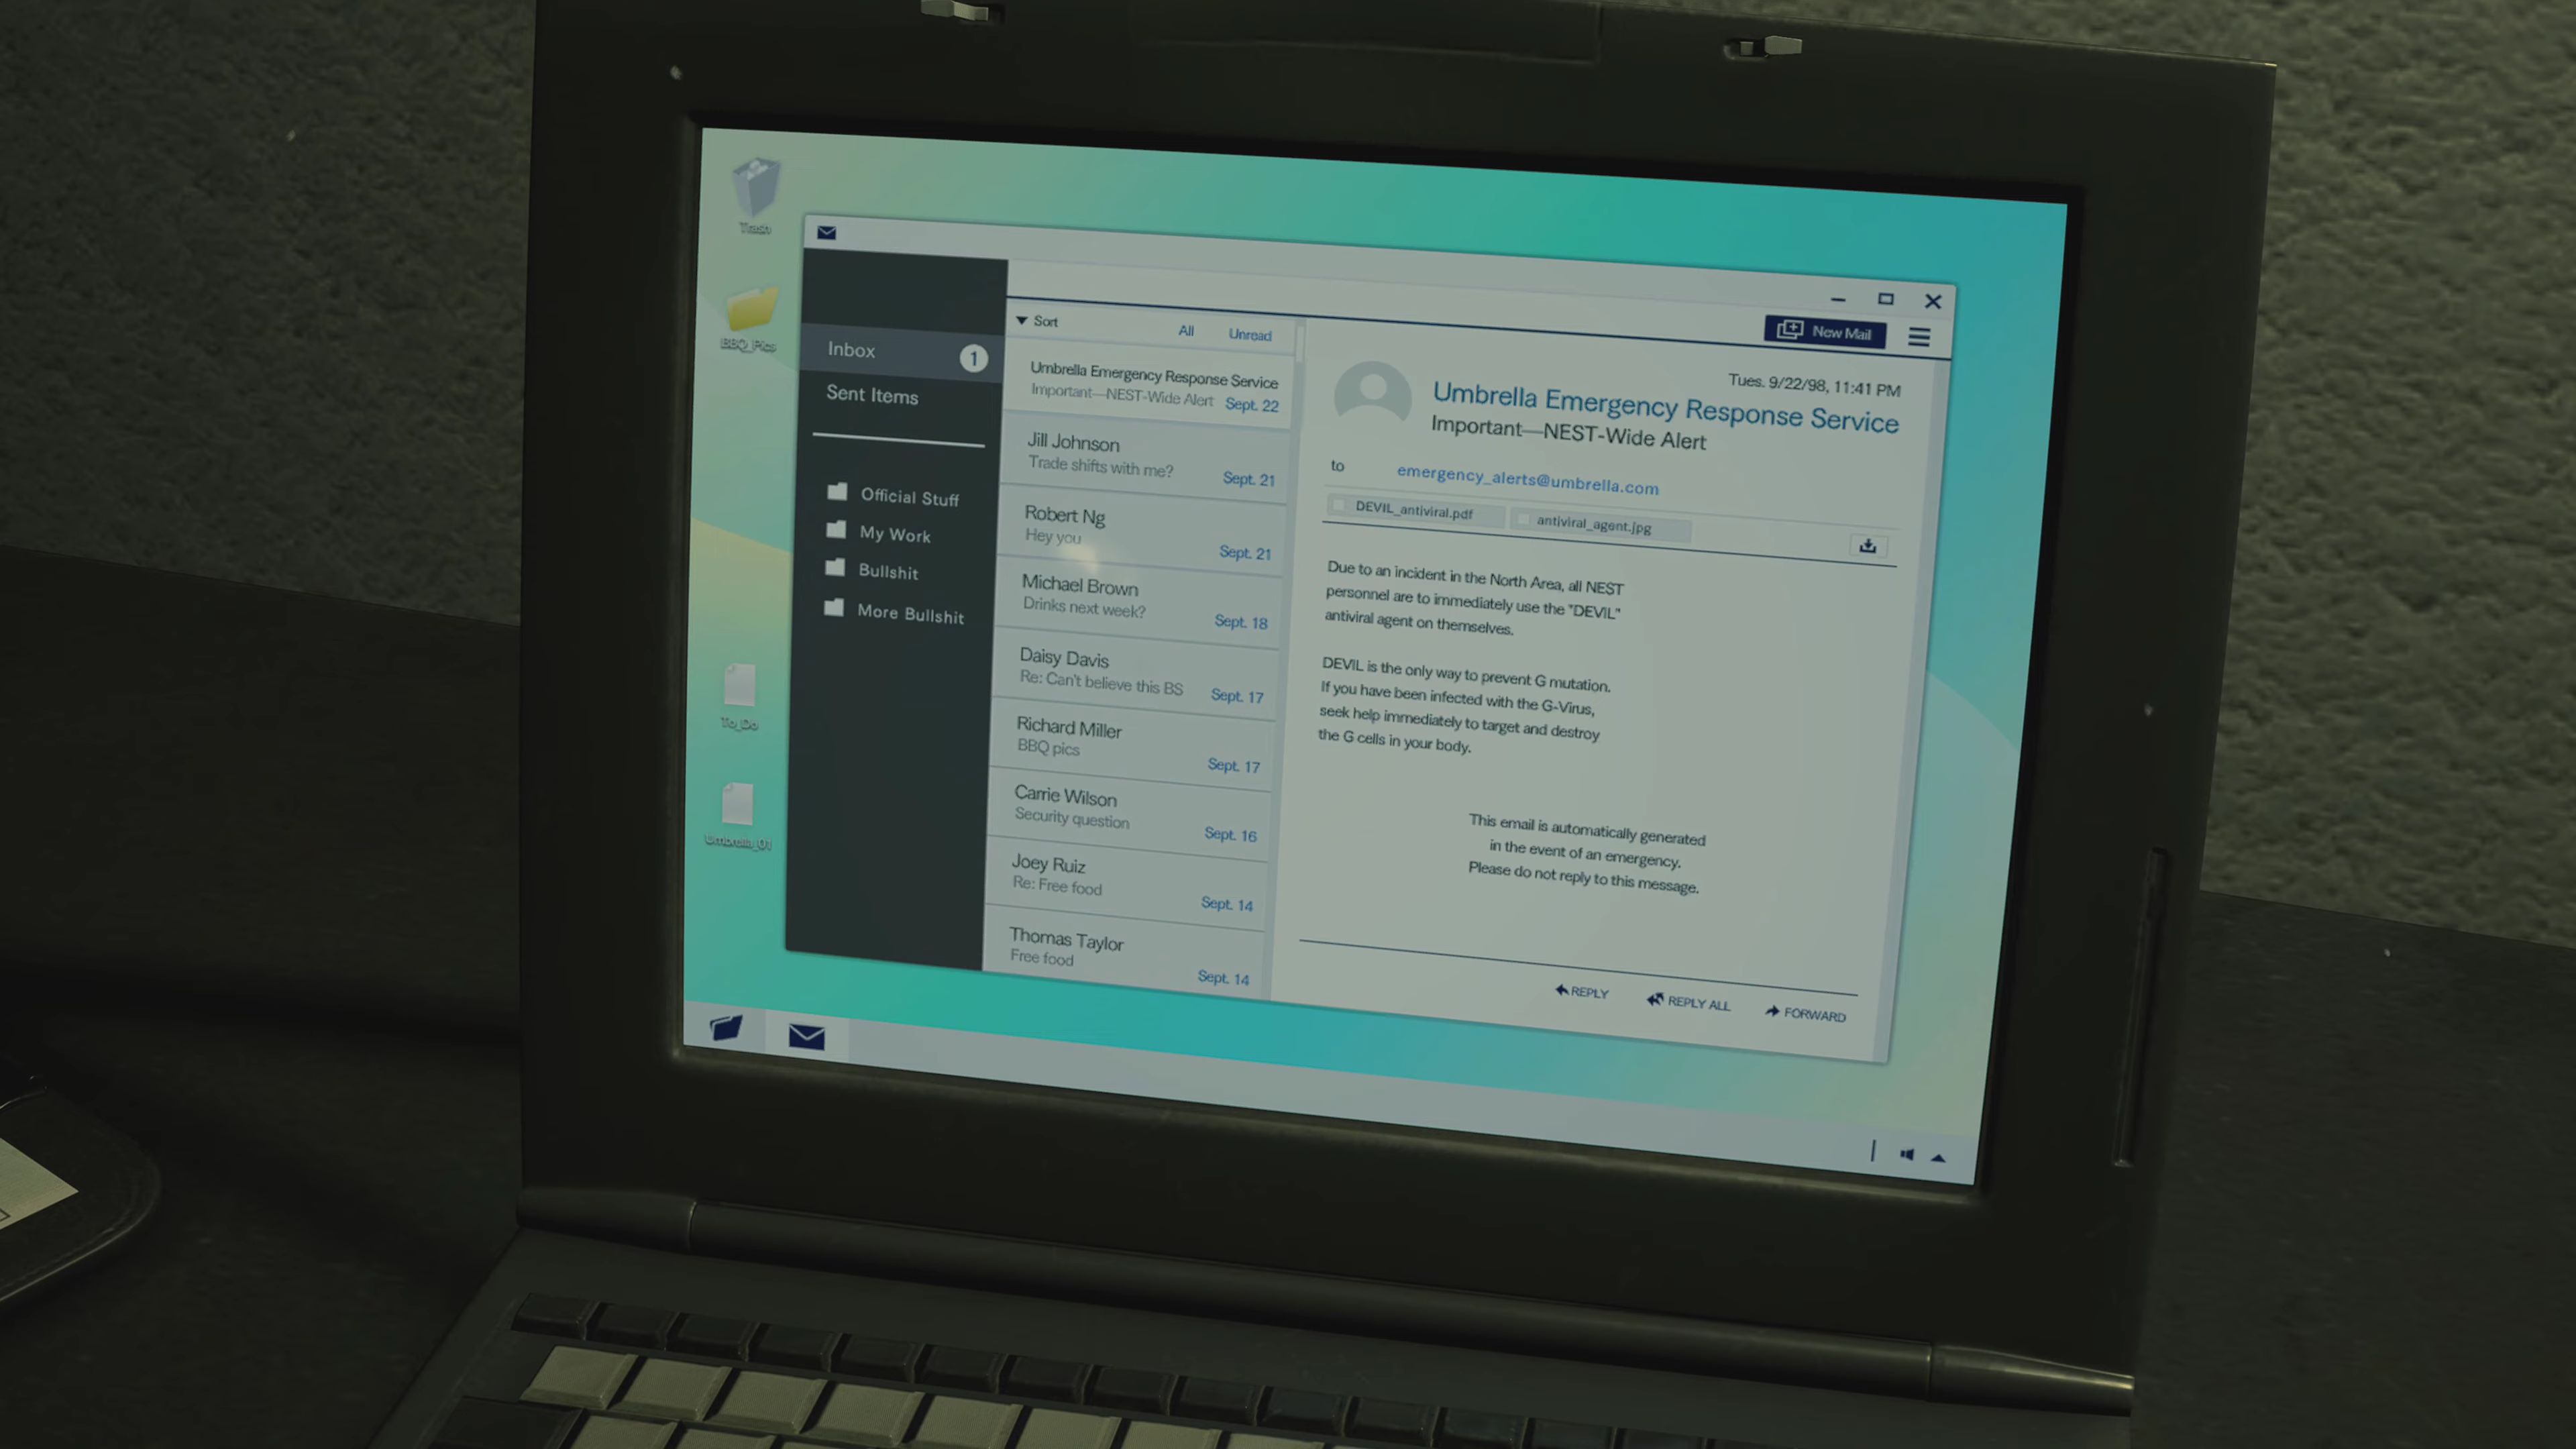 Trash
BBQ_Pics
To_Do
Umbrella_01
Inbox
1
Sent Items
Official Stuff
My Work
Bullshit
More Bullshit
Sort
All
Unread
Umbrella Emergency Response Service
Important—NEST-Wide Alert
Sept. 22
Jill Johnson
Trade shifts with me?
Sept. 21
Robert Ng
Hey you
Sept. 21
Michael Brown
Drinks next week?
Sept. 18
Daisy Davis
Re: Can't believe this BS
Sept. 17
Richard Miller
BBQ pics
Sept. 17
Carrie Wilson
Security question
Sept. 16
Joey Ruiz
Re: Free food
Sept. 14
Thomas Taylor
Free food
Sept. 14
New Mail
Tues. 9/22/98, 11:41 PM
Umbrella Emergency Response Service
Important—NEST-Wide Alert
to
emergency_alerts@umbrella.com
DEVIL_antiviral.pdf
antiviral_agent.jpg
Due to an incident in the North Area, all NEST
personnel are to immediately use the "DEVIL"
antiviral agent on themselves.
DEVIL is the only way to prevent G mutation.
If you have been infected with the G-Virus,
seek help immediately to target and destroy
the G cells in your body.
This email is automatically generated
in the event of an emergency.
Please do not reply to this message.
REPLY
REPLY ALL
FORWARD